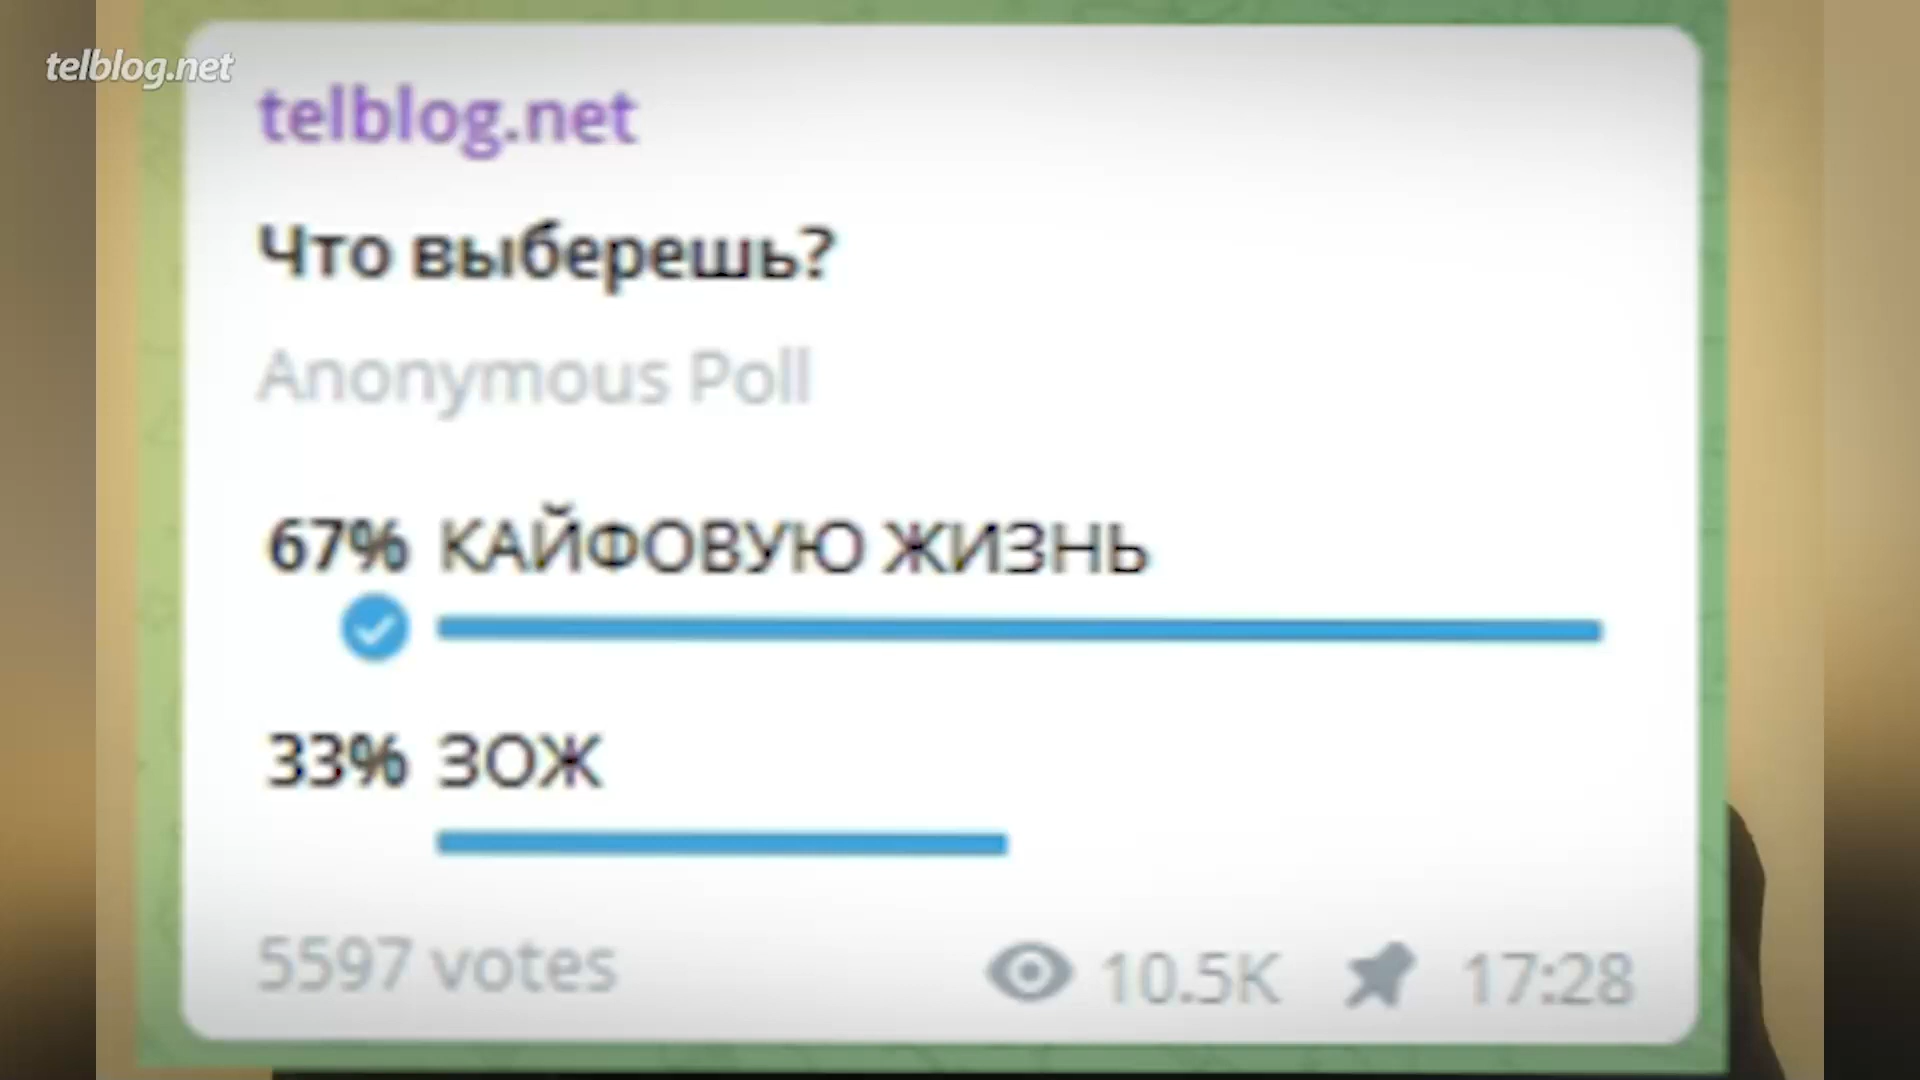 telblog.net
telblog.net
Что выберешь?
Anonymous Poll
67% КАЙФОВУЮ ЖИЗНЬ
33% ЗОЖ
5597 votes 10.5K 17:28